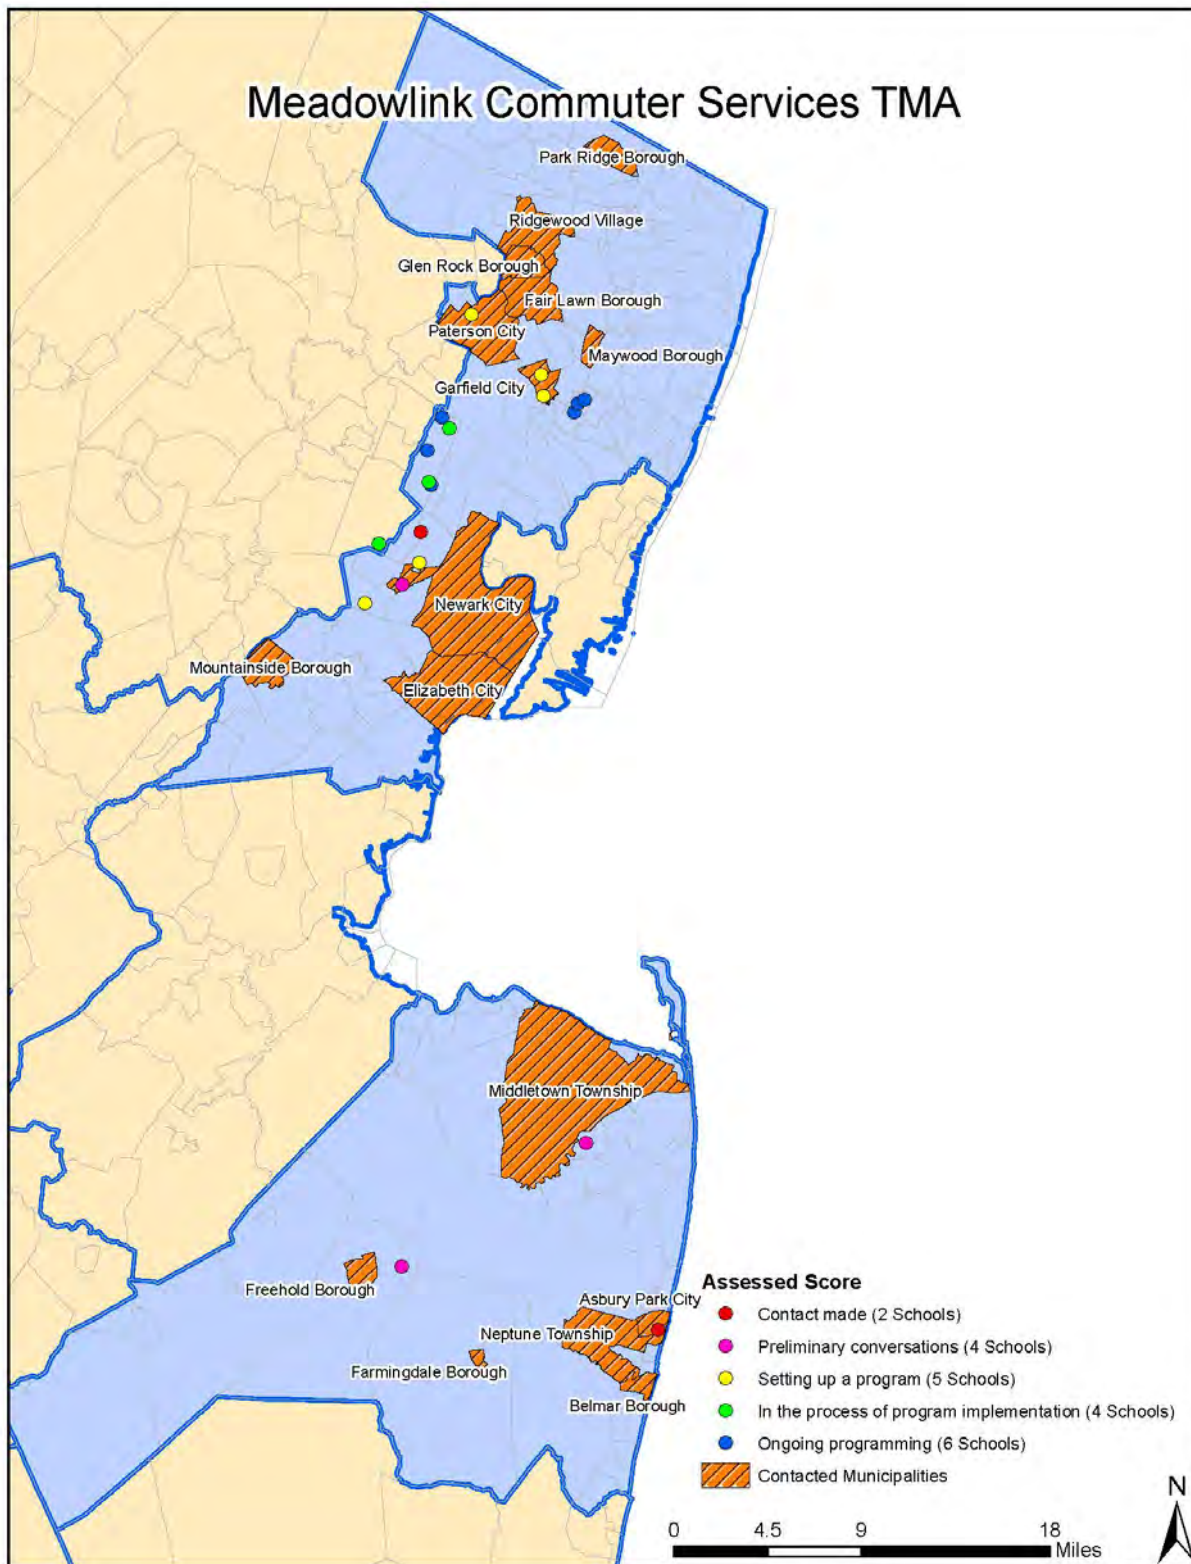 Meadowlink Commuter Services TMA
Park Ridge Borough
Ridgewood Village
Glen Rock Borough
Fair Lawn Borough
Paterson City
Maywood Borough
Garfield City
Newark City
Mountainside Borough
Elizabeth City
Middletown Township
Freehold Borough
Asbury Park City
Neptune Township
Farmingdale Borough
Belmar Borough
Assessed Score
Contact made (2 Schools)
Preliminary conversations (4 Schools)
Setting up a program (5 Schools)
In the process of program implementation (4 Schools)
Ongoing programming (6 Schools)
Contacted Municipalities
N
0 4.5 9 18
Miles